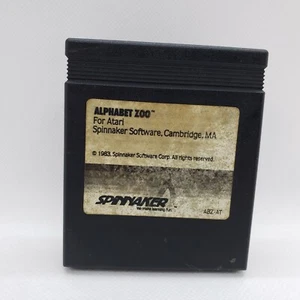 ALPHABET ZOO™
For Atari
Spinnaker Software, Cambridge, MA
© 1983, Spinnaker Software Corp. All rights reserved.
SPINNAKER
ABZ-AT